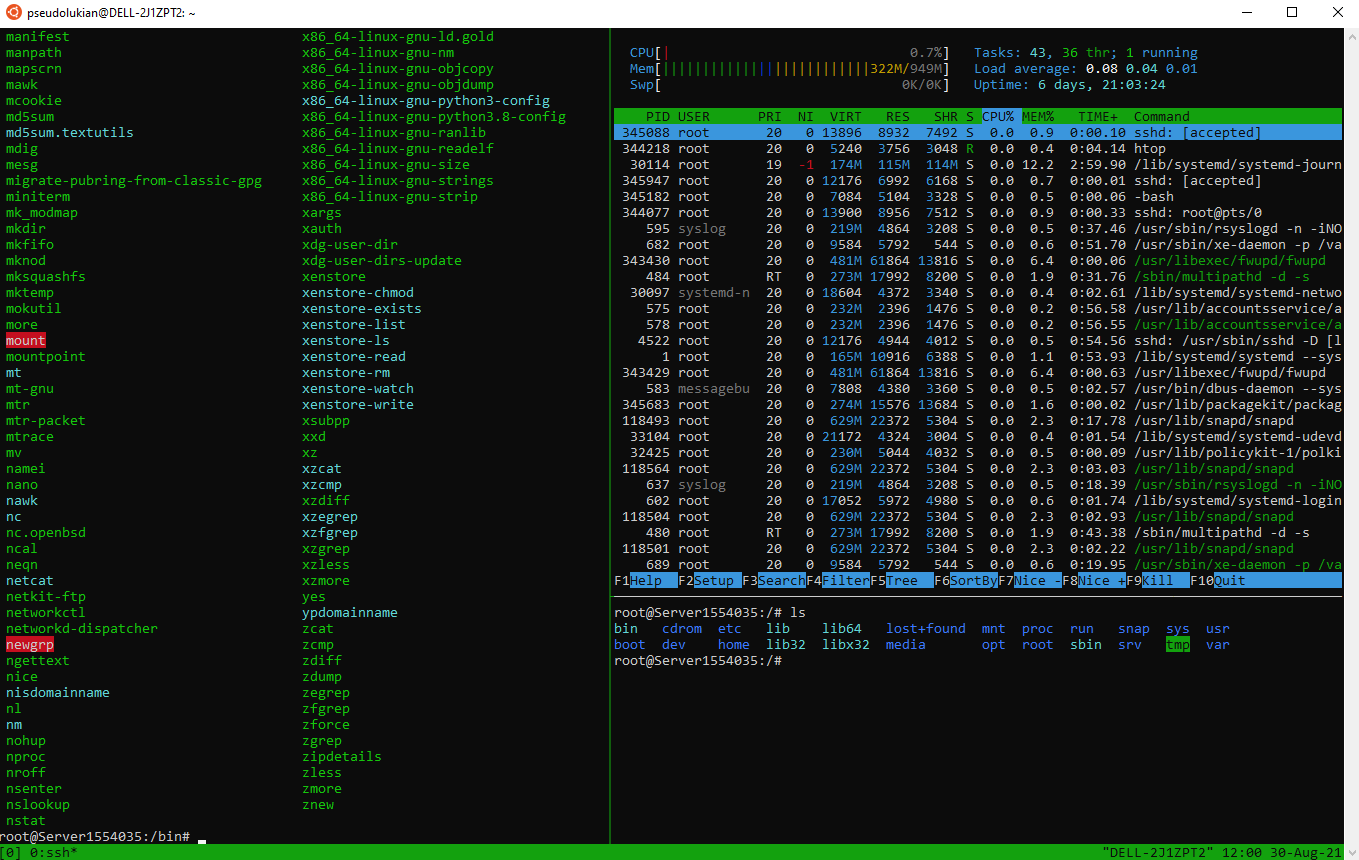 pseudolukian@DELL-2J1ZPT2: ~
manifest x86_64-linux-gnu-ld.gold
manpath x86_64-linux-gnu-nm
mapscrn x86_64-linux-gnu-objcopy
mawk x86_64-linux-gnu-objdump
mcookie x86_64-linux-gnu-python3-config
md5sum x86_64-linux-gnu-python3.8-config
md5sum.textutils x86_64-linux-gnu-ranlib
mdig x86_64-linux-gnu-readelf
mesg x86_64-linux-gnu-size
migrate-pubring-from-classic-gpg x86_64-linux-gnu-strings
miniterm x86_64-linux-gnu-strip
mk_modmap xargs
mkdir xauth
mkfifo xdg-user-dir
mknod xdg-user-dirs-update
mksquashfs xenstore
mktemp xenstore-chmod
mokutil xenstore-exists
more xenstore-list
mount xenstore-ls
mountpoint xenstore-read
mt xenstore-rm
mt-gnu xenstore-watch
mtr xenstore-write
mtr-packet xsubpp
mtrace xxd
mv xz
namei xzcat
nano xzcmp
nawk xzdiff
nc xzegrep
nc.openbsd xzfgrep
ncal xzgrep
neqn xzless
netcat xzmore
netkit-ftp yes
networkctl ypdomainname
networkd-dispatcher zcat
newgrp zcmp
ngettext zdiff
nice zdump
nisdomainname zegrep
nl zfgrep
nm zforce
nohup zgrep
nproc zipdetails
nroff zless
nsenter zmore
nslookup znew
nstat
root@Server1554035:/bin#
CPU[| 0.7%] Tasks: 43, 36 thr; 1 running
Mem[||||||||||||||||||||||||||322M/949M] Load average: 0.08 0.04 0.01
Swp[ 0K/0K] Uptime: 6 days, 21:03:24
PID USER PRI NI VIRT RES SHR S CPU% MEM% TIME+ Command
345088 root 20 0 13896 8932 7492 S 0.0 0.9 0:00.10 sshd: [accepted]
344218 root 20 0 5240 3756 3048 R 0.0 0.4 0:04.14 htop
30114 root 19 -1 174M 115M 114M S 0.0 12.2 2:59.90 /lib/systemd/systemd-journ
345947 root 20 0 12176 6992 6168 S 0.0 0.7 0:00.01 sshd: [accepted]
345182 root 20 0 7084 5104 3328 S 0.0 0.5 0:00.06 -bash
344077 root 20 0 13900 8956 7512 S 0.0 0.9 0:00.33 sshd: root@pts/0
595 syslog 20 0 219M 4864 3208 S 0.0 0.5 0:37.46 /usr/sbin/rsyslogd -n -iNO
682 root 20 0 9584 5792 544 S 0.0 0.6 0:51.70 /usr/sbin/xe-daemon -p /va
343430 root 20 0 481M 61864 13816 S 0.0 6.4 0:00.06 /usr/libexec/fwupd/fwupd
484 root RT 0 273M 17992 8200 S 0.0 1.9 0:31.76 /sbin/multipathd -d -s
30097 systemd-n 20 0 18604 4372 3340 S 0.0 0.4 0:02.61 /lib/systemd/systemd-netwo
575 root 20 0 232M 2396 1476 S 0.0 0.2 0:56.58 /usr/lib/accountsservice/a
578 root 20 0 232M 2396 1476 S 0.0 0.2 0:56.55 /usr/lib/accountsservice/a
4522 root 20 0 12176 4944 4012 S 0.0 0.5 0:54.56 sshd: /usr/sbin/sshd -D [l
1 root 20 0 165M 10916 6388 S 0.0 1.1 0:53.93 /lib/systemd/systemd --sys
343429 root 20 0 481M 61864 13816 S 0.0 6.4 0:00.63 /usr/libexec/fwupd/fwupd
583 messagebu 20 0 7808 4380 3360 S 0.0 0.5 0:02.57 /usr/bin/dbus-daemon --sys
345683 root 20 0 274M 15576 13684 S 0.0 1.6 0:00.02 /usr/lib/packagekit/packag
118493 root 20 0 629M 22372 5304 S 0.0 2.3 0:17.78 /usr/lib/snapd/snapd
33104 root 20 0 21172 4324 3004 S 0.0 0.4 0:01.54 /lib/systemd/systemd-udevd
32425 root 20 0 230M 5044 4032 S 0.0 0.5 0:00.09 /usr/lib/policykit-1/polki
118564 root 20 0 629M 22372 5304 S 0.0 2.3 0:03.03 /usr/lib/snapd/snapd
637 syslog 20 0 219M 4864 3208 S 0.0 0.5 0:18.39 /usr/sbin/rsyslogd -n -iNO
602 root 20 0 17052 5972 4980 S 0.0 0.6 0:01.74 /lib/systemd/systemd-login
118504 root 20 0 629M 22372 5304 S 0.0 2.3 0:02.93 /usr/lib/snapd/snapd
480 root RT 0 273M 17992 8200 S 0.0 1.9 0:43.38 /sbin/multipathd -d -s
118501 root 20 0 629M 22372 5304 S 0.0 2.3 0:02.22 /usr/lib/snapd/snapd
689 root 20 0 9584 5792 544 S 0.0 0.6 0:19.95 /usr/sbin/xe-daemon -p /va
F1Help F2Setup F3SearchF4FilterF5Tree F6SortByF7Nice -F8Nice +F9Kill F10Quit
root@Server1554035:/# ls
bin cdrom etc lib lib64 lost+found mnt proc run snap sys usr
boot dev home lib32 libx32 media opt root sbin srv tmp var
root@Server1554035:/#
[0] 0:ssh* "DELL-2J1ZPT2" 12:00 30-Aug-21